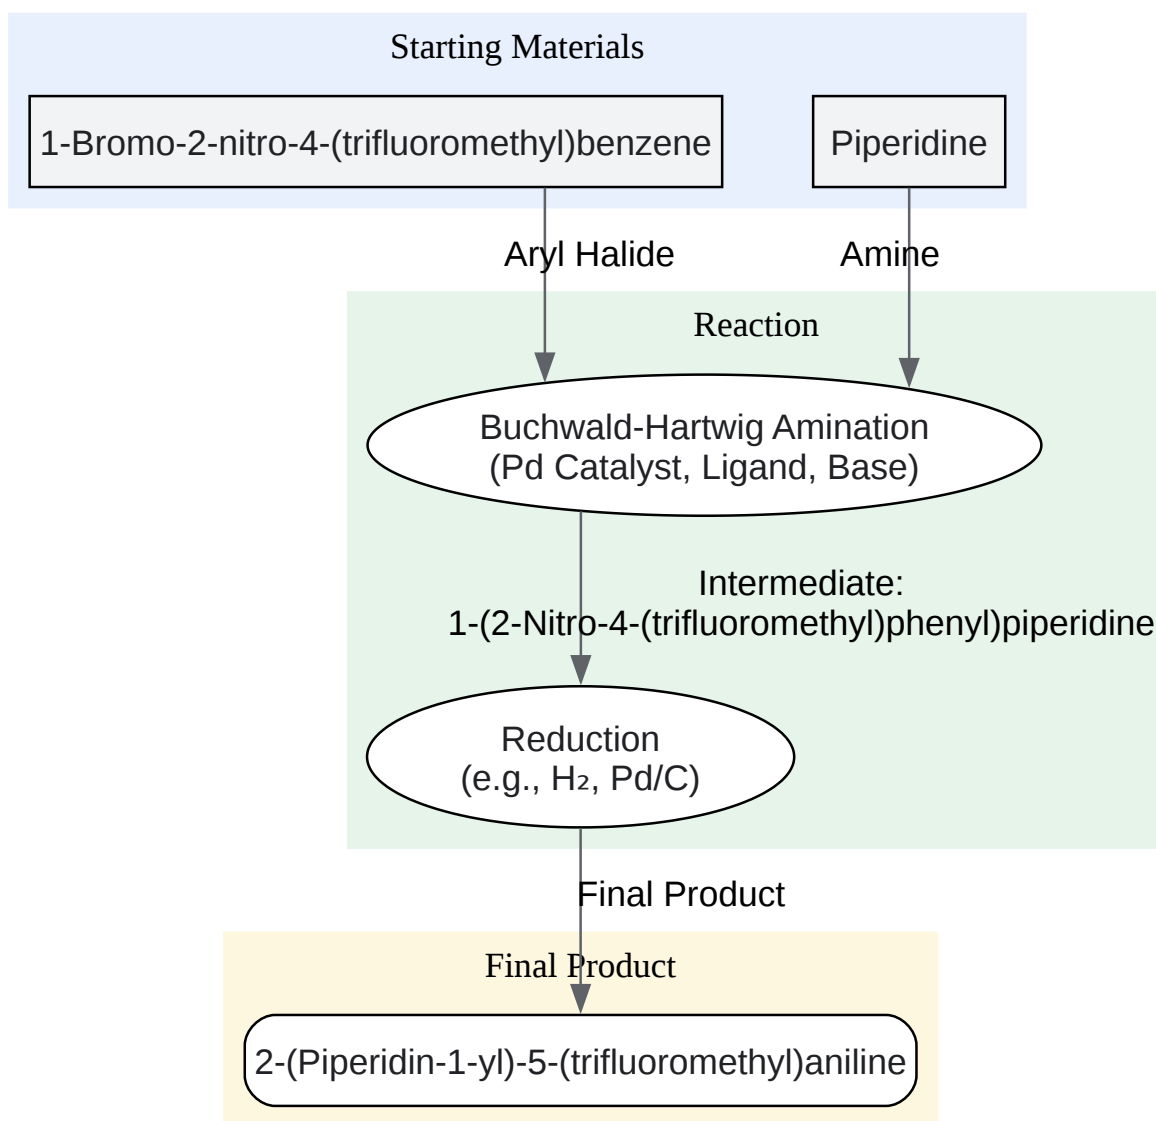 Starting Materials
1-Bromo-2-nitro-4-(trifluoromethyl)benzene
Piperidine
Aryl Halide
Amine
Reaction
Buchwald-Hartwig Amination
(Pd Catalyst, Ligand, Base)
Intermediate:
1-(2-Nitro-4-(trifluoromethyl)phenyl)piperidine
Reduction
(e.g., H₂, Pd/C)
Final Product
Final Product
2-(Piperidin-1-yl)-5-(trifluoromethyl)aniline